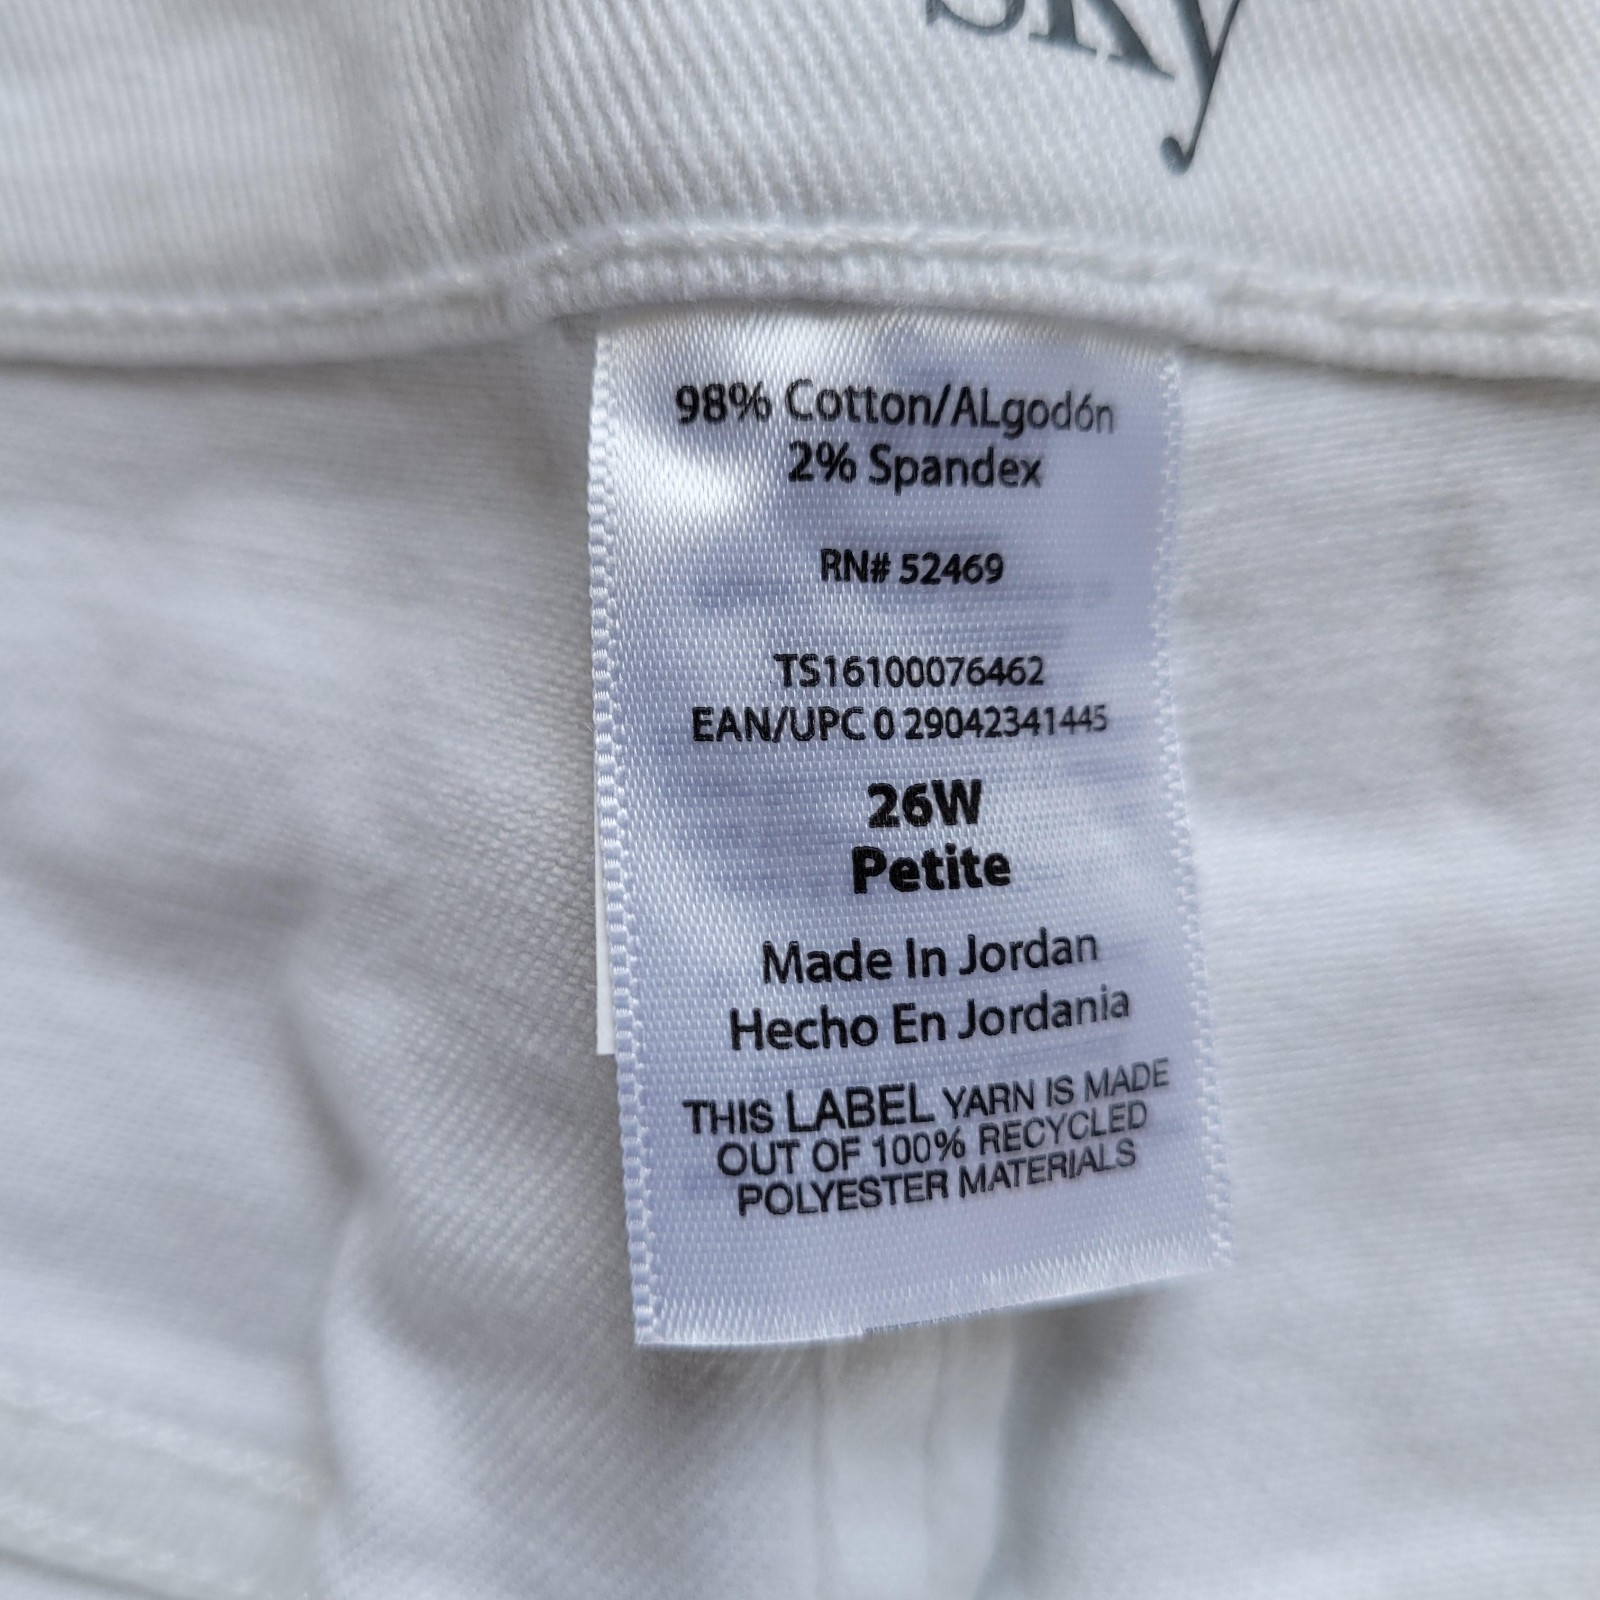 sky
98% Cotton/ALgodón
2% Spandex
RN# 52469
TS16100076462
EAN/UPC 0 29042341445
26W
Petite
Made In Jordan
Hecho En Jordania
THIS LABEL YARN IS MADE
OUT OF 100% RECYCLED
POLYESTER MATERIALS